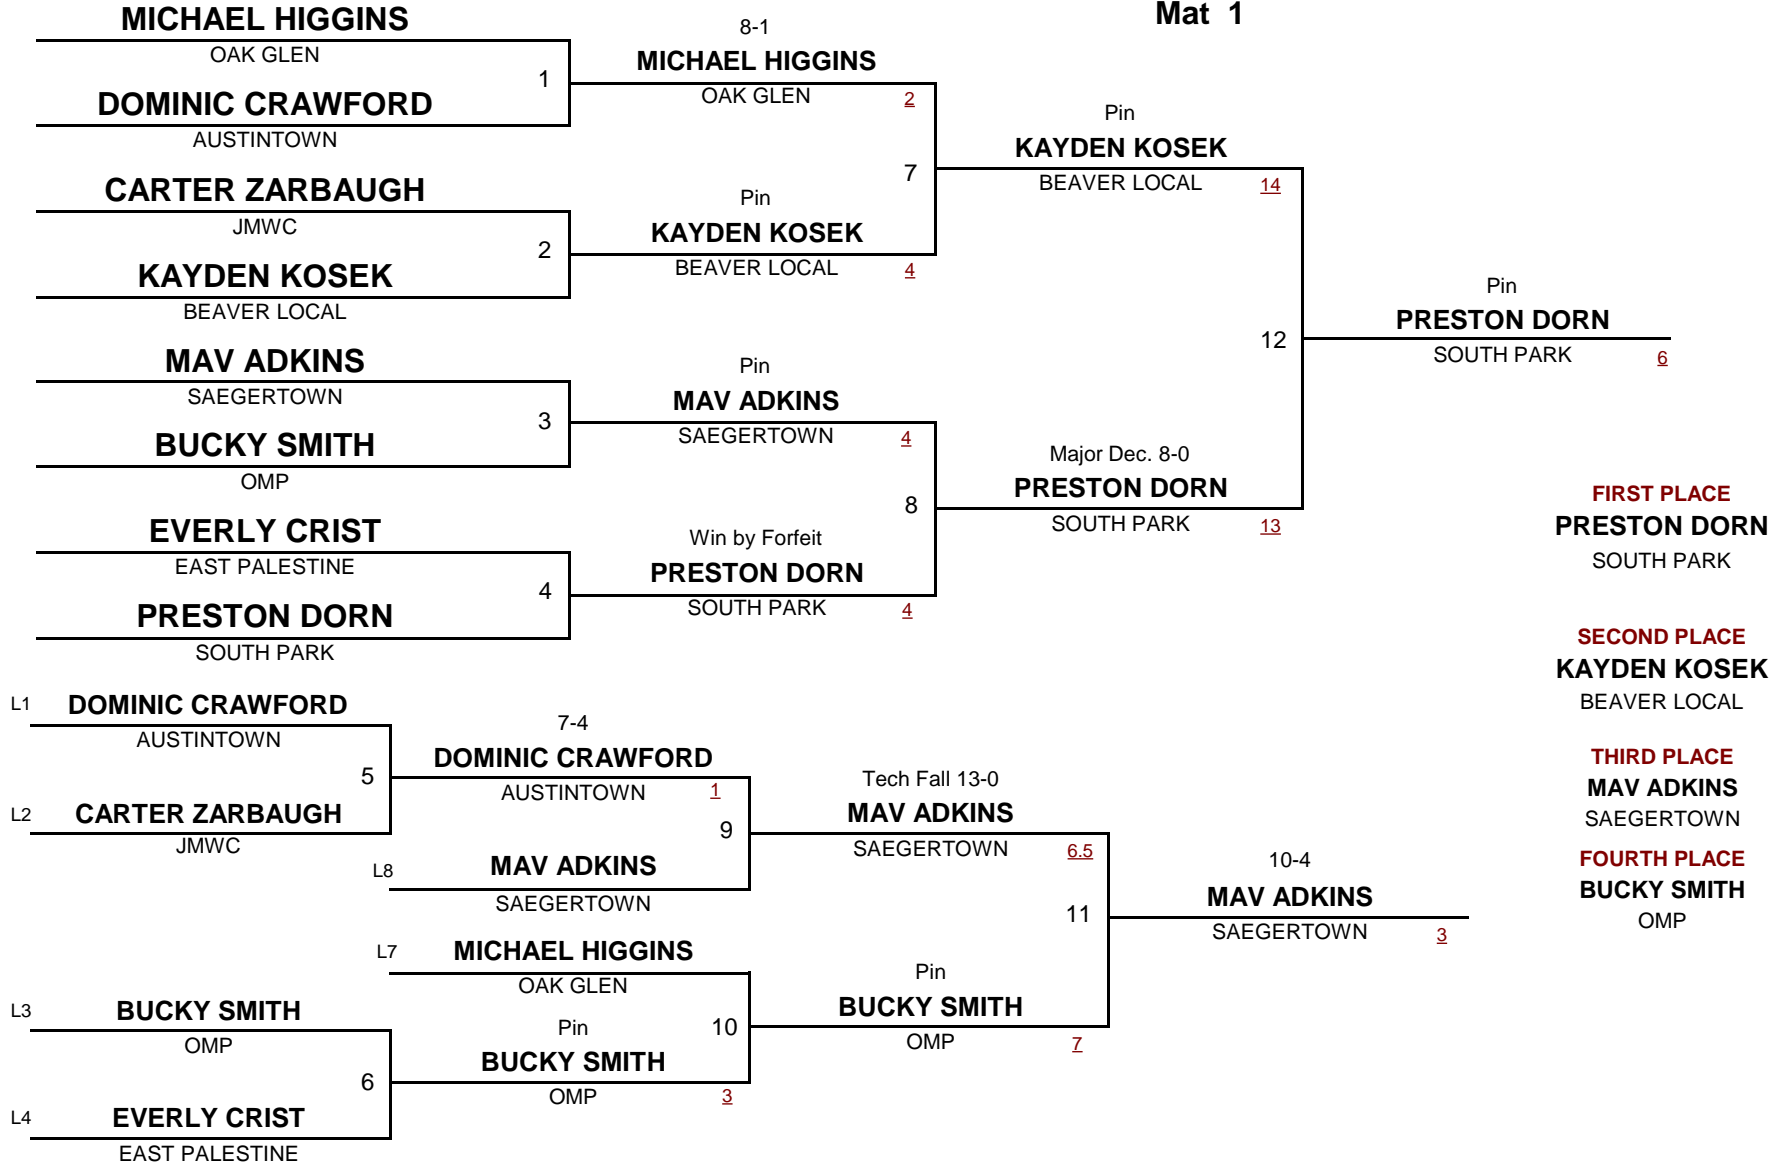 Mat 1
MICHAEL HIGGINS
OAK GLEN
1
DOMINIC CRAWFORD
AUSTINTOWN
CARTER ZARBAUGH
JMWC
2
KAYDEN KOSEK
BEAVER LOCAL
MAV ADKINS
SAEGERTOWN
3
BUCKY SMITH
OMP
EVERLY CRIST
EAST PALESTINE
4
PRESTON DORN
SOUTH PARK
8-1
MICHAEL HIGGINS
OAK GLEN
2
7
Pin
KAYDEN KOSEK
BEAVER LOCAL
4
Pin
MAV ADKINS
SAEGERTOWN
4
8
Win by Forfeit
PRESTON DORN
SOUTH PARK
4
Pin
KAYDEN KOSEK
BEAVER LOCAL
14
12
Major Dec. 8-0
PRESTON DORN
SOUTH PARK
13
Pin
PRESTON DORN
SOUTH PARK
6
FIRST PLACE
PRESTON DORN
SOUTH PARK
SECOND PLACE
KAYDEN KOSEK
BEAVER LOCAL
THIRD PLACE
MAV ADKINS
SAEGERTOWN
FOURTH PLACE
BUCKY SMITH
OMP
L1 DOMINIC CRAWFORD
AUSTINTOWN
5
L2 CARTER ZARBAUGH
JMWC
7-4
DOMINIC CRAWFORD
AUSTINTOWN
1
9
L8 MAV ADKINS
SAEGERTOWN
L7 MICHAEL HIGGINS
OAK GLEN
10
L3 BUCKY SMITH
OMP
6
L4 EVERLY CRIST
EAST PALESTINE
Pin
BUCKY SMITH
OMP
3
Tech Fall 13-0
MAV ADKINS
SAEGERTOWN
6.5
11
Pin
BUCKY SMITH
OMP
7
10-4
MAV ADKINS
SAEGERTOWN
3